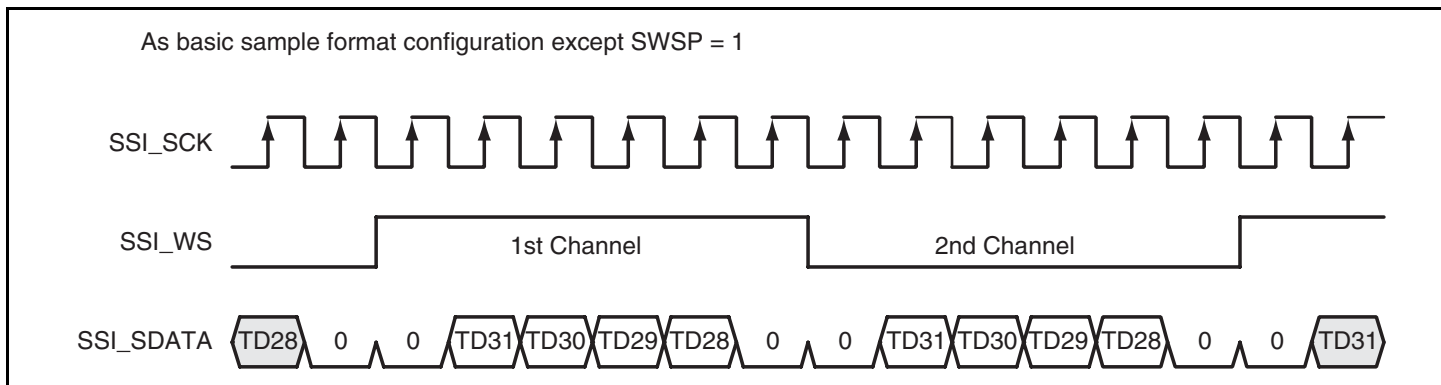 As basic sample format configuration except SWSP = 1
SSI_SCK
SSI_WS 1st Channel 2nd Channel
SSI_SDATA TD28 0 0 TD31 TD30 TD29 TD28 0 0 TD31 TD30 TD29 TD28 0 0 TD31